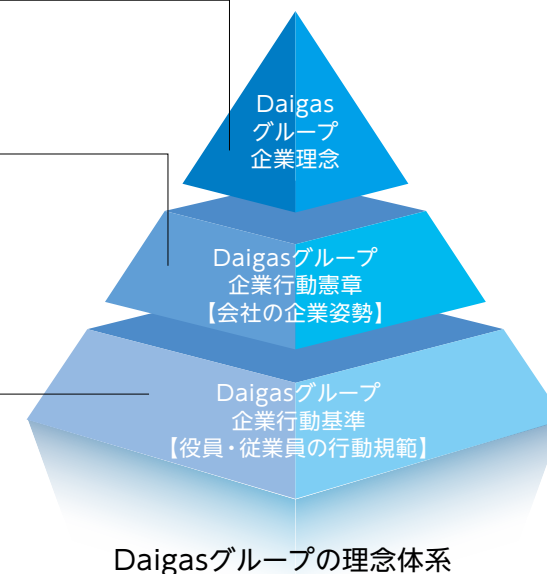 Daigas
グループ
企業理念
Daigasグループ
企業行動憲章
【会社の企業姿勢】
Daigasグループ
企業行動基準
【役員・従業員の行動規範】
Daigasグループの理念体系